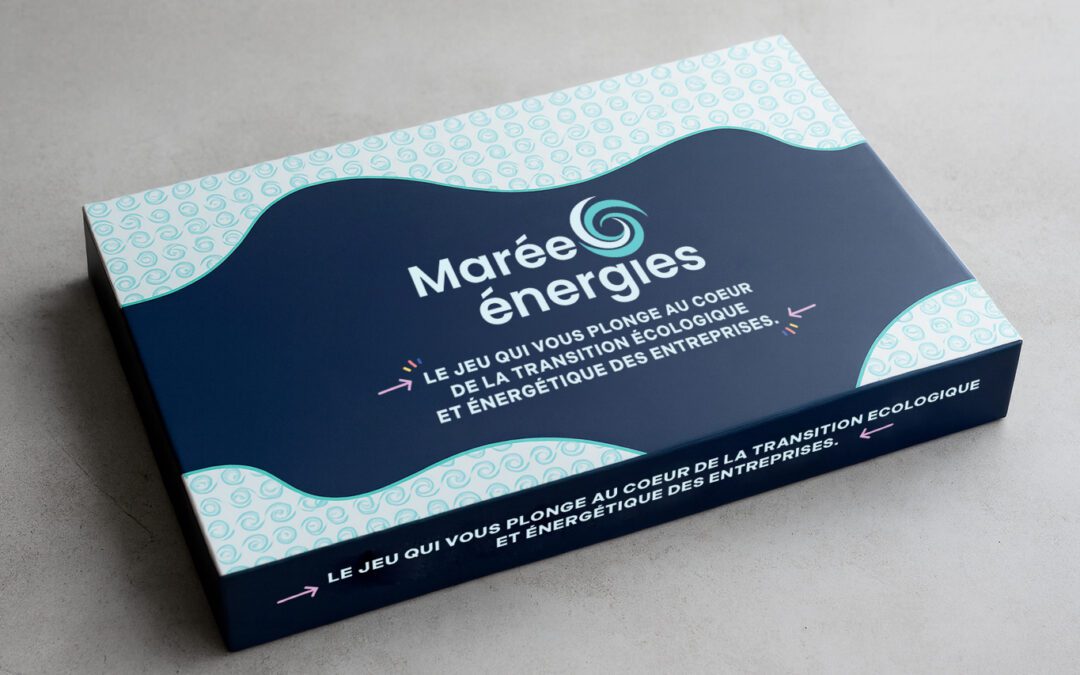 Marée
énergies
LE JEU QUI VOUS PLONGE AU COEUR
DE LA TRANSITION ÉCOLOGIQUE
ET ÉNERGÉTIQUE DES ENTREPRISES.
LE JEU QUI VOUS PLONGE AU COEUR DE LA TRANSITION ECOLOGIQUE
ET ÉNERGÉTIQUE DES ENTREPRISES.